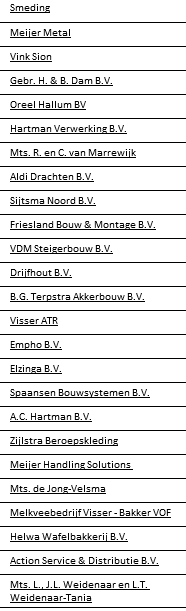 Smeding
Meijer Metal
Vink Sion
Gebr. H. & B. Dam B.V.
Oreel Hallum BV
Hartman Verwerking B.V.
Mts. R. en C. van Marrewijk
Aldi Drachten B.V.
Sijtsma Noord B.V.
Friesland Bouw & Montage B.V.
VDM Steigerbouw B.V.
Drijfhout B.V.
B.G. Terpstra Akkerbouw B.V.
Visser ATR
Empho B.V.
Elzinga B.V.
Spaansen Bouwsystemen B.V.
A.C. Hartman B.V.
Zijlstra Beroepskleding
Meijer Handling Solutions
Mts. de Jong-Velsma
Melkveebedrijf Visser - Bakker VOF
Helwa Wafelbakkerij B.V.
Action Service & Distributie B.V.
Mts. L., J.L. Weidenaar en L.T.
Weidenaar-Tania